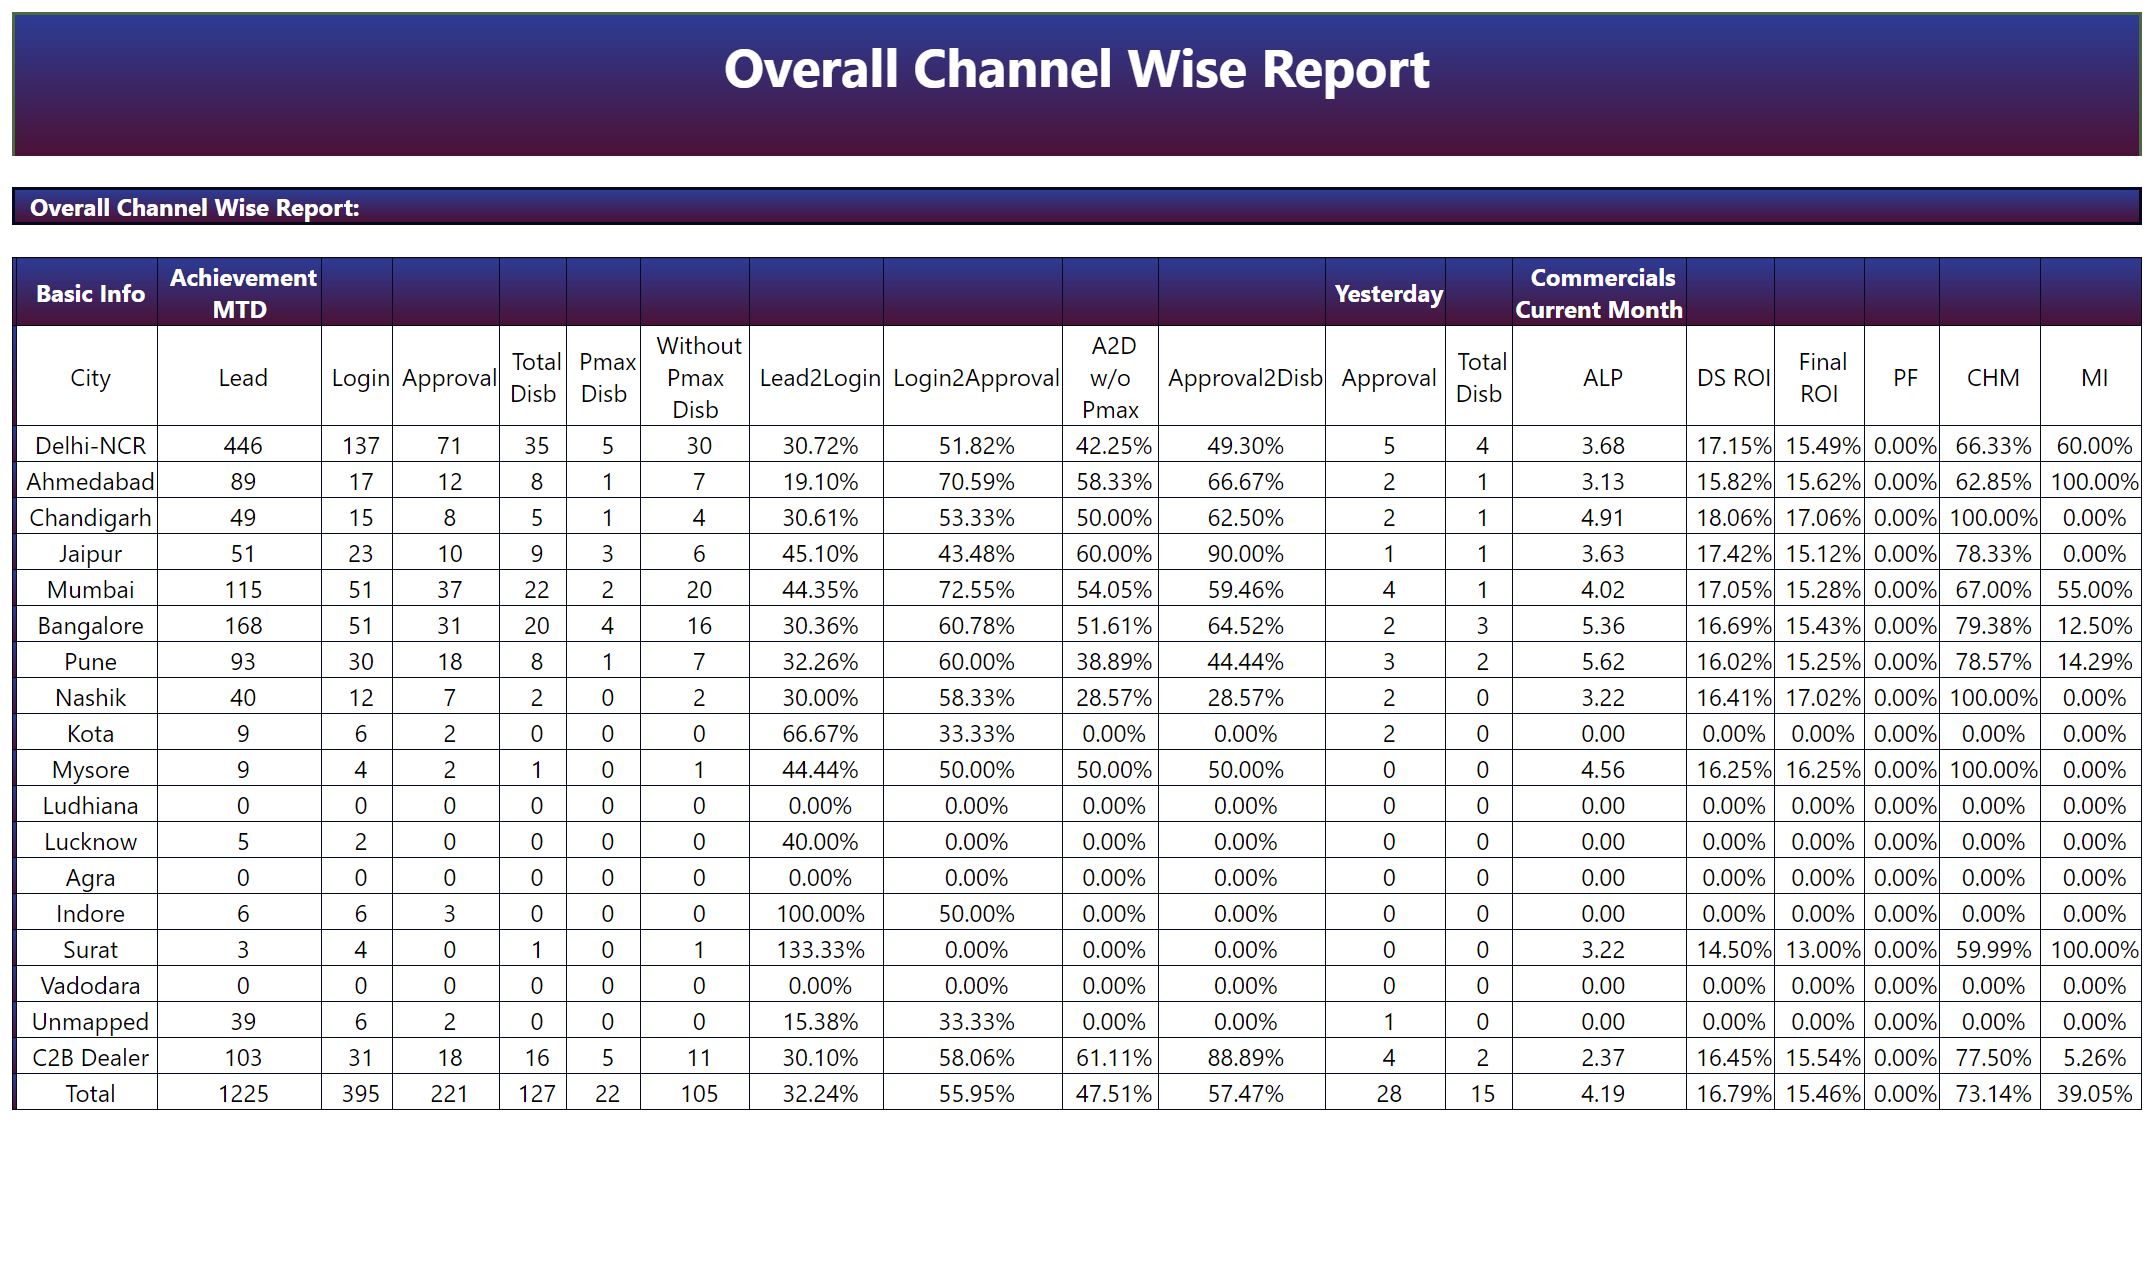 Overall Channel Wise Report
Overall Channel Wise Report:
Basic Info Achievement MTD Yesterday Commercials Current Month
City Lead Login Approval Total Disb Pmax Disb Without Pmax Disb Lead2Login Login2Approval A2D w/o Pmax Approval2Disb Approval Total Disb ALP DS ROI Final ROI PF CHM MI
Delhi-NCR 446 137 71 35 5 30 30.72% 51.82% 42.25% 49.30% 5 4 3.68 17.15% 15.49% 0.00% 66.33% 60.00%
Ahmedabad 89 17 12 8 1 7 19.10% 70.59% 58.33% 66.67% 2 1 3.13 15.82% 15.62% 0.00% 62.85% 100.00%
Chandigarh 49 15 8 5 1 4 30.61% 53.33% 50.00% 62.50% 2 1 4.91 18.06% 17.06% 0.00% 100.00% 0.00%
Jaipur 51 23 10 9 3 6 45.10% 43.48% 60.00% 90.00% 1 1 3.63 17.42% 15.12% 0.00% 78.33% 0.00%
Mumbai 115 51 37 22 2 20 44.35% 72.55% 54.05% 59.46% 4 1 4.02 17.05% 15.28% 0.00% 67.00% 55.00%
Bangalore 168 51 31 20 4 16 30.36% 60.78% 51.61% 64.52% 2 3 5.36 16.69% 15.43% 0.00% 79.38% 12.50%
Pune 93 30 18 8 1 7 32.26% 60.00% 38.89% 44.44% 3 2 5.62 16.02% 15.25% 0.00% 78.57% 14.29%
Nashik 40 12 7 2 0 2 30.00% 58.33% 28.57% 28.57% 2 0 3.22 16.41% 17.02% 0.00% 100.00% 0.00%
Kota 9 6 2 0 0 0 66.67% 33.33% 0.00% 0.00% 2 0 0.00 0.00% 0.00% 0.00% 0.00% 0.00%
Mysore 9 4 2 1 0 1 44.44% 50.00% 50.00% 50.00% 0 0 4.56 16.25% 16.25% 0.00% 100.00% 0.00%
Ludhiana 0 0 0 0 0 0 0.00% 0.00% 0.00% 0.00% 0 0 0.00 0.00% 0.00% 0.00% 0.00% 0.00%
Lucknow 5 2 0 0 0 0 40.00% 0.00% 0.00% 0.00% 0 0 0.00 0.00% 0.00% 0.00% 0.00% 0.00%
Agra 0 0 0 0 0 0 0.00% 0.00% 0.00% 0.00% 0 0 0.00 0.00% 0.00% 0.00% 0.00% 0.00%
Indore 6 6 3 0 0 0 100.00% 50.00% 0.00% 0.00% 0 0 0.00 0.00% 0.00% 0.00% 0.00% 0.00%
Surat 3 4 0 1 0 1 133.33% 0.00% 0.00% 0.00% 0 0 3.22 14.50% 13.00% 0.00% 59.99% 100.00%
Vadodara 0 0 0 0 0 0 0.00% 0.00% 0.00% 0.00% 0 0 0.00 0.00% 0.00% 0.00% 0.00% 0.00%
Unmapped 39 6 2 0 0 0 15.38% 33.33% 0.00% 0.00% 1 0 0.00 0.00% 0.00% 0.00% 0.00% 0.00%
C2B Dealer 103 31 18 16 5 11 30.10% 58.06% 61.11% 88.89% 4 2 2.37 16.45% 15.54% 0.00% 77.50% 5.26%
Total 1225 395 221 127 22 105 32.24% 55.95% 47.51% 57.47% 28 15 4.19 16.79% 15.46% 0.00% 73.14% 39.05%